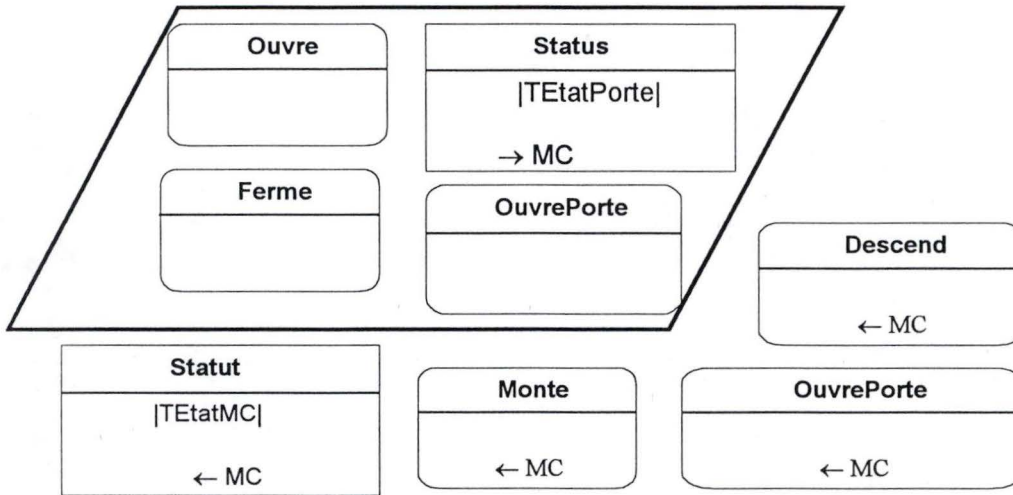 Ouvre
Status
|TEtatPorte|
→ MC
Ferme
OuvrePorte
Descend
← MC
Statut
|TEtatMC|
← MC
Monte
← MC
OuvrePorte
← MC